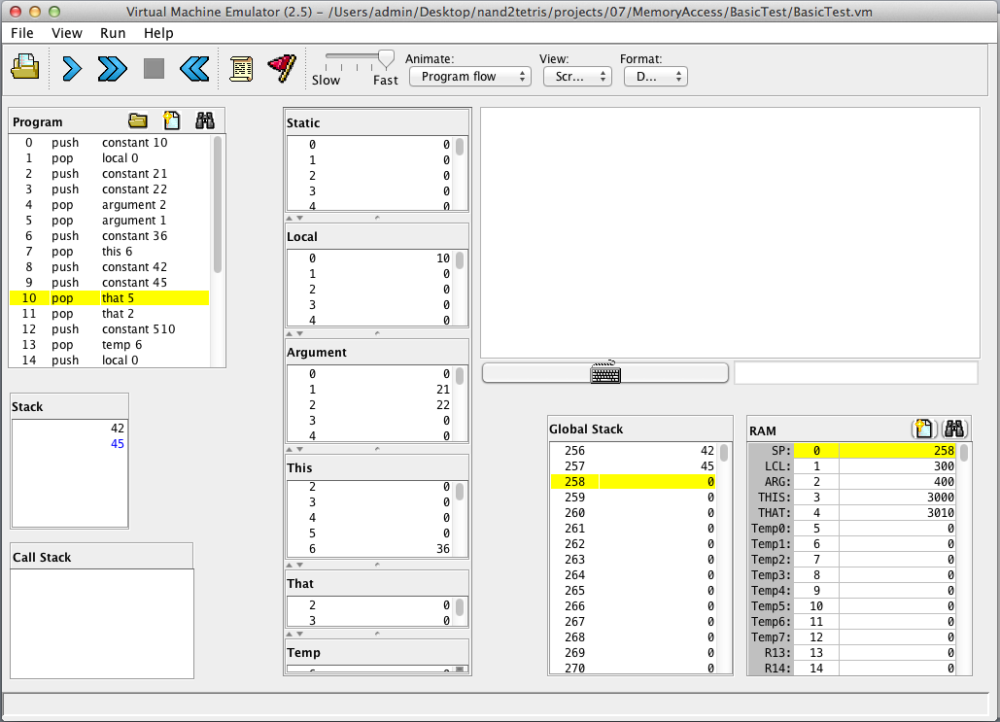 Virtual Machine Emulator (2.5) – /Users/admin/Desktop/nand2tetris/projects/07/MemoryAccess/BasicTest/BasicTest.vm
File View Run Help
Slow Fast
Animate:
Program flow
View:
Scr...
Format:
D...
Program
0 push constant 10
1 pop local 0
2 push constant 21
3 push constant 22
4 pop argument 2
5 pop argument 1
6 push constant 36
7 pop this 6
8 push constant 42
9 push constant 45
10 pop that 5
11 pop that 2
12 push constant 510
13 pop temp 6
14 push local 0
Stack
42
45
Call Stack
Static
0 0
1 0
2 0
3 0
4 0
Local
0 10
1 0
2 0
3 0
4 0
Argument
0 0
1 21
2 22
3 0
4 0
This
2 0
3 0
4 0
5 0
6 36
That
2 0
3 0
Temp
Global Stack
256 42
257 45
258 0
259 0
260 0
261 0
262 0
263 0
264 0
265 0
266 0
267 0
268 0
269 0
270 0
RAM
SP: 0 258
LCL: 1 300
ARG: 2 400
THIS: 3 3000
THAT: 4 3010
Temp0: 5 0
Temp1: 6 0
Temp2: 7 0
Temp3: 8 0
Temp4: 9 0
Temp5: 10 0
Temp6: 11 0
Temp7: 12 0
R13: 13 0
R14: 14 0